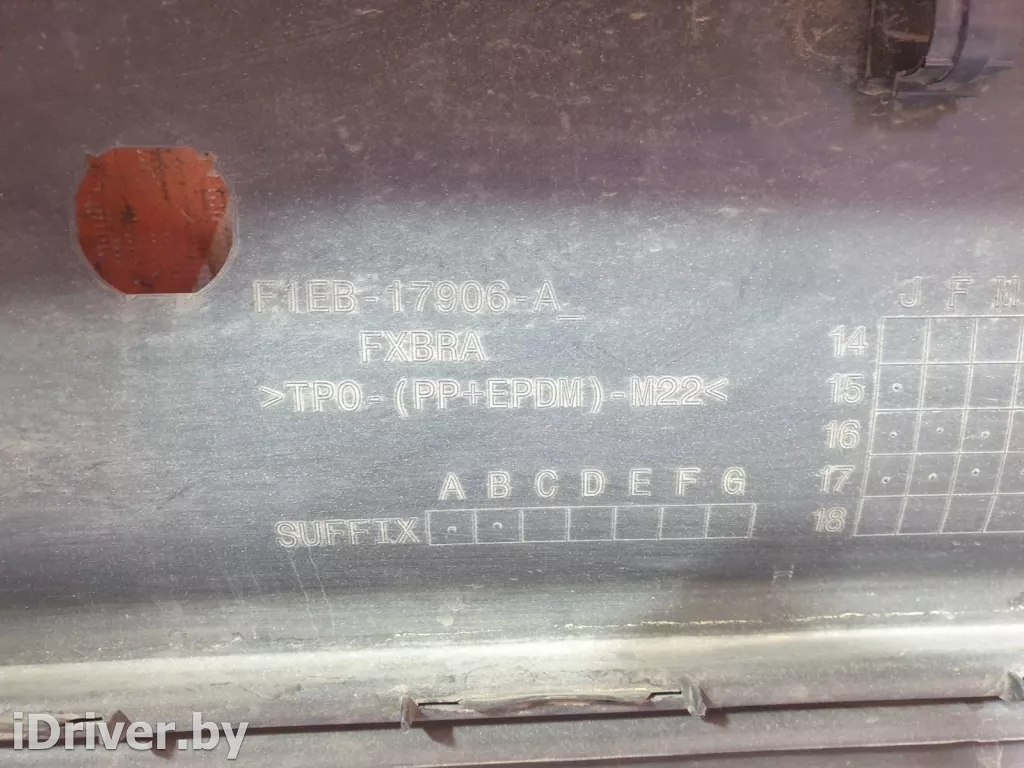 F1EB-17906-A_
FXBRA
>TPO-(PP+EPDM)-M22<
A B C D E F G
SUFFIX
J F M
14
15
16
17
18
iDriver.by